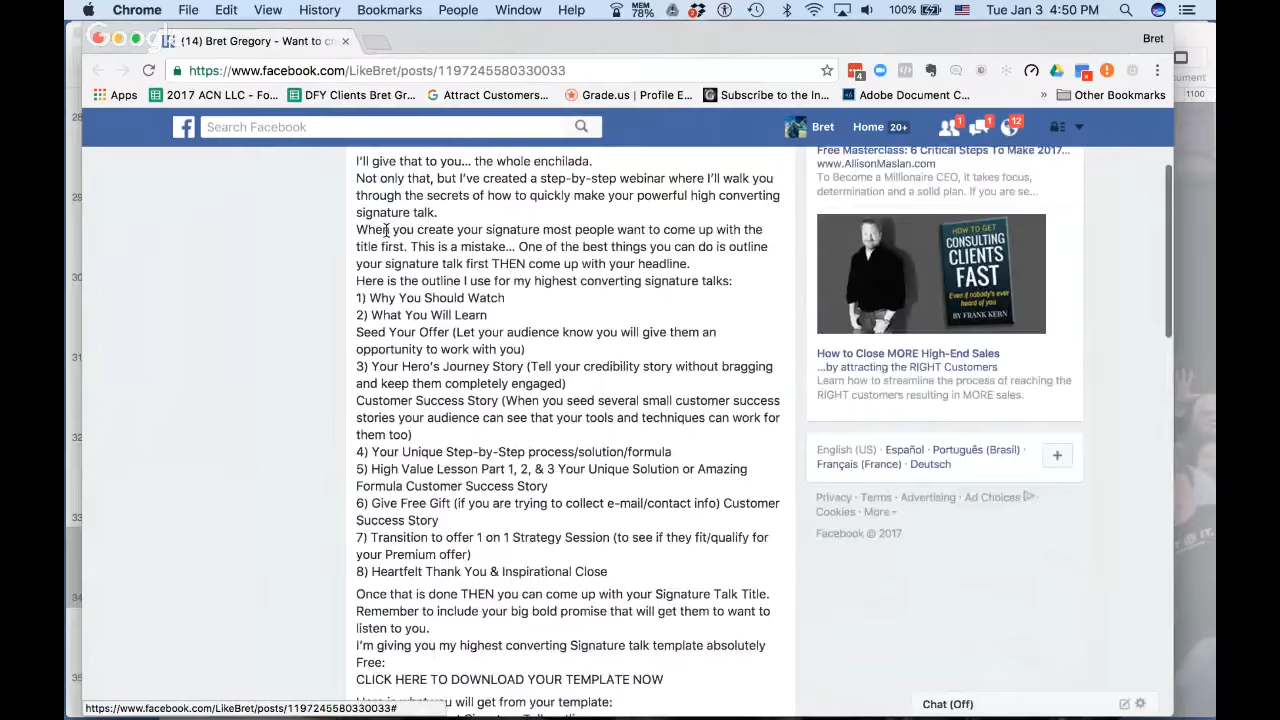 Chrome File Edit View History Bookmarks People Window Help MEM 78% 100% Tue Jan 3 4:50 PM
Google
(14) Bret Gregory - Want to cr
Bret
https://www.facebook.com/LikeBret/posts/1197245580330033
Apps 2017 ACN LLC - Fo... DFY Clients Bret Gr... Attract Customers... Grade.us | Profile E... Subscribe to the In... Adobe Document C... » Other Bookmarks
1100
Search Facebook
Bret Home 20+ 1 1 12
I'll give that to you... the whole enchilada.
Not only that, but I've created a step-by-step webinar where I'll walk you
through the secrets of how to quickly make your powerful high converting
signature talk.
When you create your signature most people want to come up with the
title first. This is a mistake... One of the best things you can do is outline
your signature talk first THEN come up with your headline.
Here is the outline I use for my highest converting signature talks:
1) Why You Should Watch
2) What You Will Learn
Seed Your Offer (Let your audience know you will give them an
opportunity to work with you)
3) Your Hero's Journey Story (Tell your credibility story without bragging
and keep them completely engaged)
Customer Success Story (When you seed several small customer success
stories your audience can see that your tools and techniques can work for
them too)
4) Your Unique Step-by-Step process/solution/formula
5) High Value Lesson Part 1, 2, & 3 Your Unique Solution or Amazing
Formula Customer Success Story
6) Give Free Gift (if you are trying to collect e-mail/contact info) Customer
Success Story
7) Transition to offer 1 on 1 Strategy Session (to see if they fit/qualify for
your Premium offer)
8) Heartfelt Thank You & Inspirational Close
Once that is done THEN you can come up with your Signature Talk Title.
Remember to include your big bold promise that will get them to want to
listen to you.
I'm giving you my highest converting Signature talk template absolutely
Free:
CLICK HERE TO DOWNLOAD YOUR TEMPLATE NOW
Here is what you will get from your template:
Free Masterclass: 6 Critical Steps To Make 2017...
www.AllisonMaslan.com
To Become a Millionaire CEO, it takes focus,
determination and a solid plan. If you are se...
HOW TO GET
CONSULTING
CLIENTS
FAST
Even if nobody's ever
heard of you
BY FRANK KERN
How to Close MORE High-End Sales
...by attracting the RIGHT Customers
Learn how to streamline the process of reaching the
RIGHT customers resulting in MORE sales.
English (US) · Español · Português (Brasil) ·
Français (France) · Deutsch
Privacy · Terms · Advertising · Ad Choices ·
Cookies · More
Facebook © 2017
https://www.facebook.com/LikeBret/posts/1197245580330033#
Chat (Off)